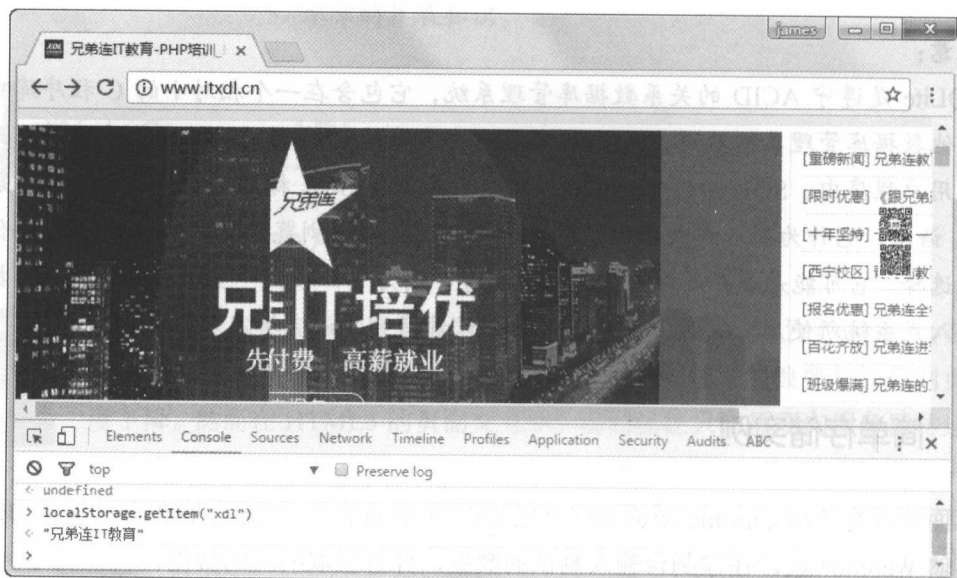 james
XDL 兄弟连IT教育-PHP培训
www.itxdl.cn
兄弟连
兄 IT培优
先付费 高薪就业
[重磅新闻] 兄弟连教
[限时优惠] 《跟兄弟
[十年坚持]
[西宁校区]
[报名优惠] 兄弟连全
[百花齐放] 兄弟连进
[班级爆满] 兄弟连的
Elements Console Sources Network Timeline Profiles Application Security Audits ABC
top Preserve log
undefined
> localStorage.getItem("xdl")
"兄弟连IT教育"
>